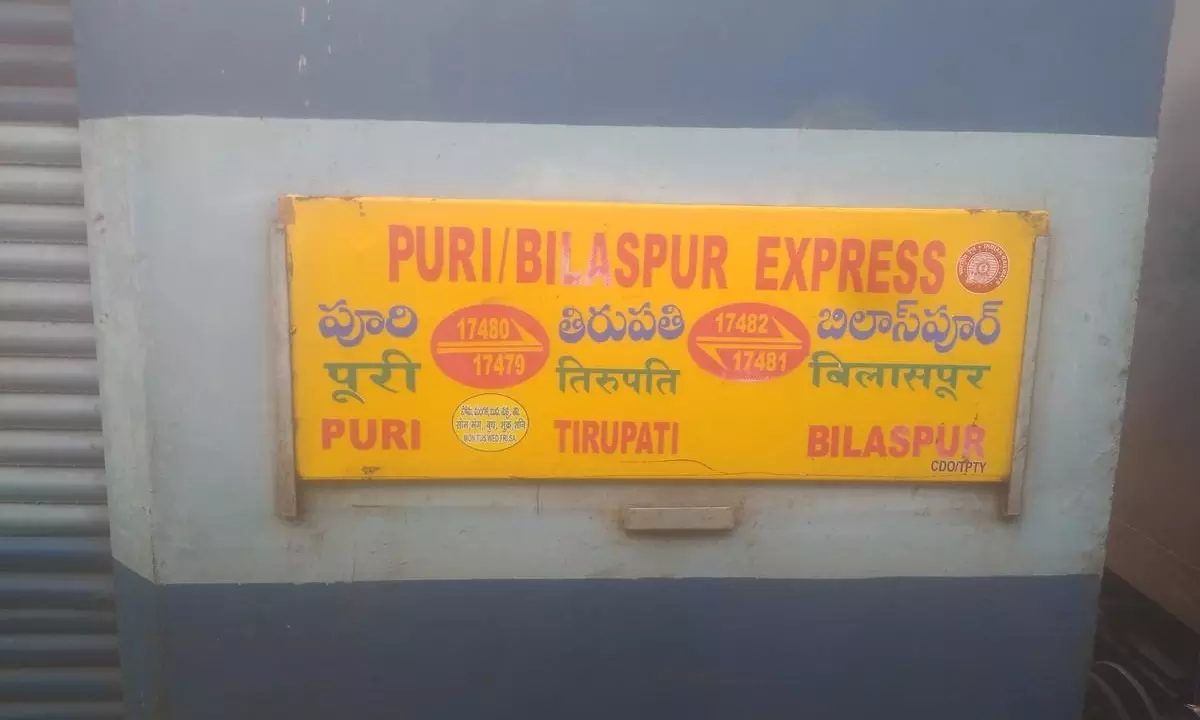 PURI/BILASPUR EXPRESS
పూరి 17480 తిరుపతి 17482 బిలాస్‌పూర్
17479 17481
पूरी तिरुपति बिलासपूर
PURI TIRUPATI BILASPUR
MON TUS WED FRI.SA
CDO/TPTY